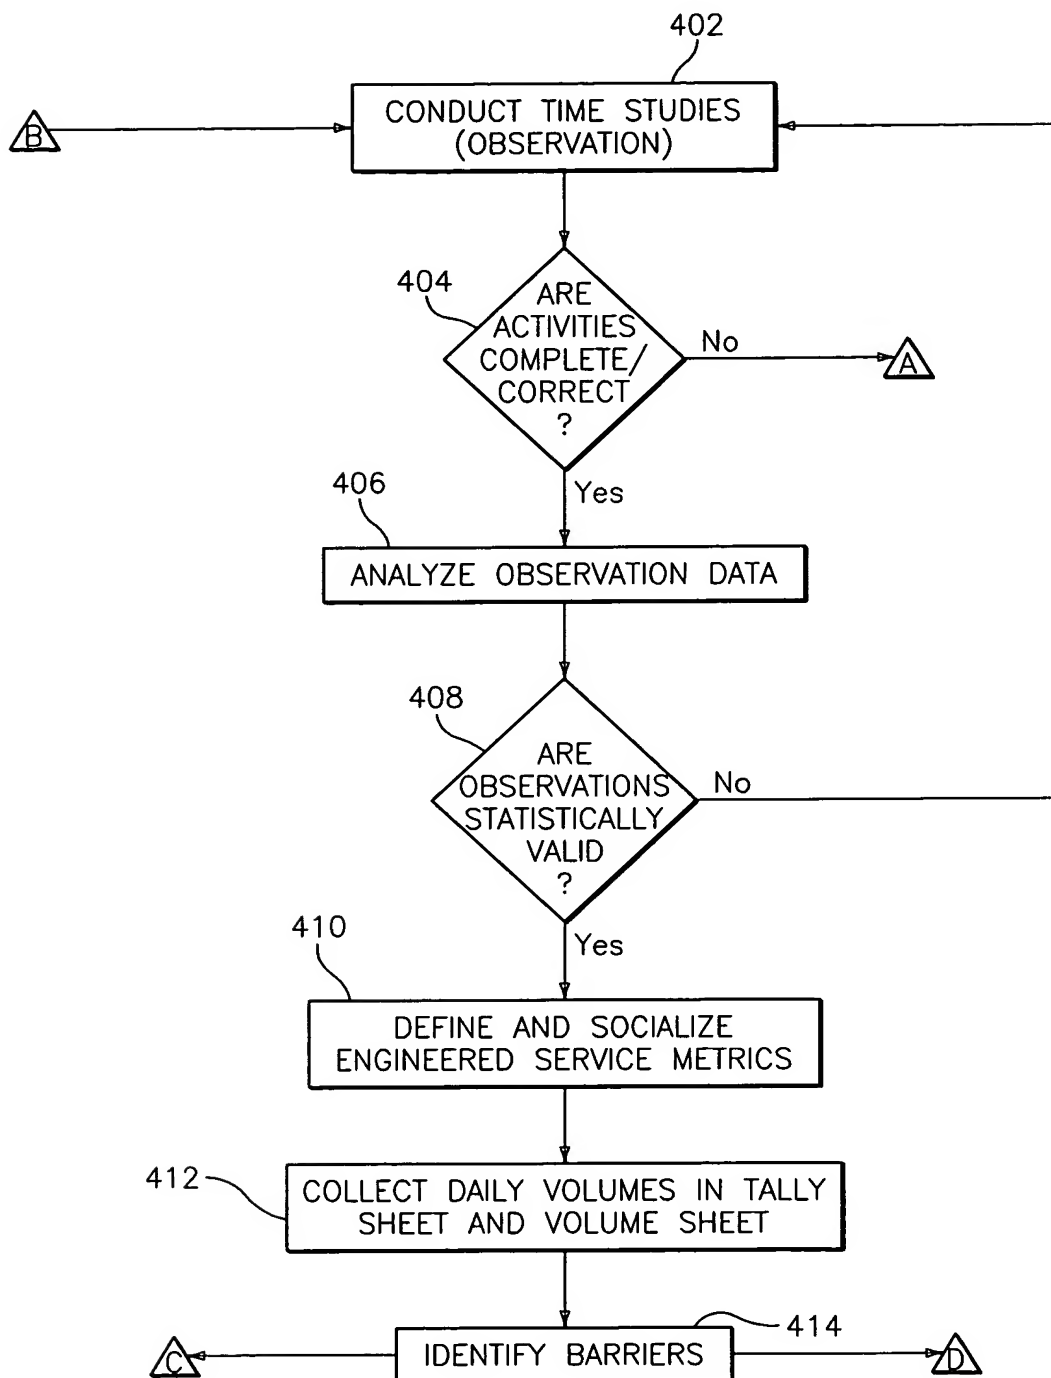 402
CONDUCT TIME STUDIES
(OBSERVATION)
B
404
ARE
ACTIVITIES
COMPLETE/
CORRECT
?
No
A
Yes
406
ANALYZE OBSERVATION DATA
408
ARE
OBSERVATIONS
STATISTICALLY
VALID
?
No
Yes
410
DEFINE AND SOCIALIZE
ENGINEERED SERVICE METRICS
412
COLLECT DAILY VOLUMES IN TALLY
SHEET AND VOLUME SHEET
414
C
IDENTIFY BARRIERS
D